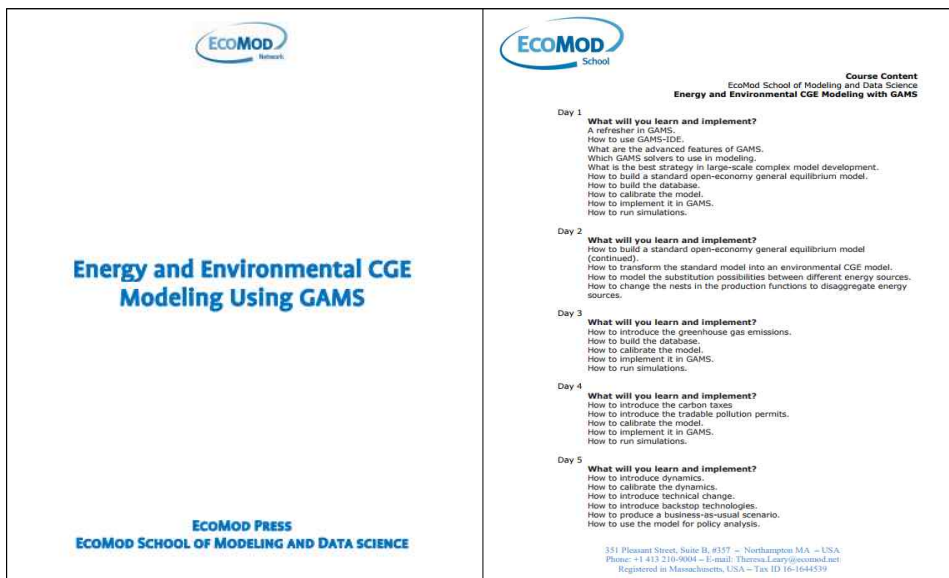 ECOMOD
Network
Energy and Environmental CGE
Modeling Using GAMS
ECOMOD PRESS
ECOMOD SCHOOL OF MODELING AND DATA SCIENCE
ECOMOD
School
Course Content
EcoMod School of Modeling and Data Science
Energy and Environmental CGE Modeling with GAMS
Day 1
What will you learn and implement?
A refresher in GAMS.
How to use GAMS-IDE.
What are the advanced features of GAMS.
Which GAMS solvers to use in modeling.
What is the best strategy in large-scale complex model development.
How to build a standard open-economy general equilibrium model.
How to build the database.
How to calibrate the model.
How to implement it in GAMS.
How to run simulations.
Day 2
What will you learn and implement?
How to build a standard open-economy general equilibrium model
(continued).
How to transform the standard model into an environmental CGE model.
How to model the substitution possibilities between different energy sources.
How to change the nests in the production functions to disaggregate energy
sources.
Day 3
What will you learn and implement?
How to introduce the greenhouse gas emissions.
How to build the database.
How to calibrate the model.
How to implement it in GAMS.
How to run simulations.
Day 4
What will you learn and implement?
How to introduce the carbon taxes
How to introduce the tradable pollution permits.
How to calibrate the model.
How to implement it in GAMS.
How to run simulations.
Day 5
What will you learn and implement?
How to introduce dynamics.
How to calibrate the dynamics.
How to introduce technical change.
How to introduce backstop technologies.
How to produce a business-as-usual scenario.
How to use the model for policy analysis.
351 Pleasant Street, Suite B, #357 – Northampton MA – USA
Phone: +1 413 210-9004 – E-mail: Theresa.Leary@ecomod.net
Registered in Massachusetts, USA – Tax ID 16-1644539